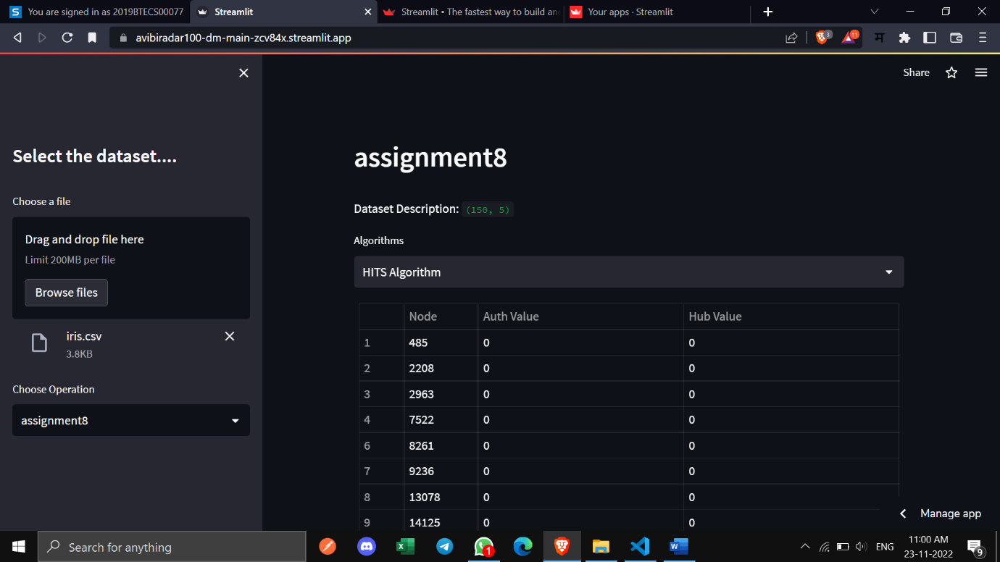 You are signed in as 2019BTECS00077
Streamlit
Streamlit • The fastest way to build and
Your apps · Streamlit
avibiradar100-dm-main-zcv84x.streamlit.app
3
11
म
Share
Select the dataset....
Choose a file
Drag and drop file here
Limit 200MB per file
Browse files
iris.csv
3.8KB
Choose Operation
assignment8
assignment8
Dataset Description: (150, 5)
Algorithms
HITS Algorithm
Node Auth Value Hub Value
1 485 0 0
2 2208 0 0
3 2963 0 0
4 7522 0 0
6 8261 0 0
7 9236 0 0
8 13078 0 0
9 14125 0 0
Manage app
Search for anything
1
ENG
11:00 AM
23-11-2022
9